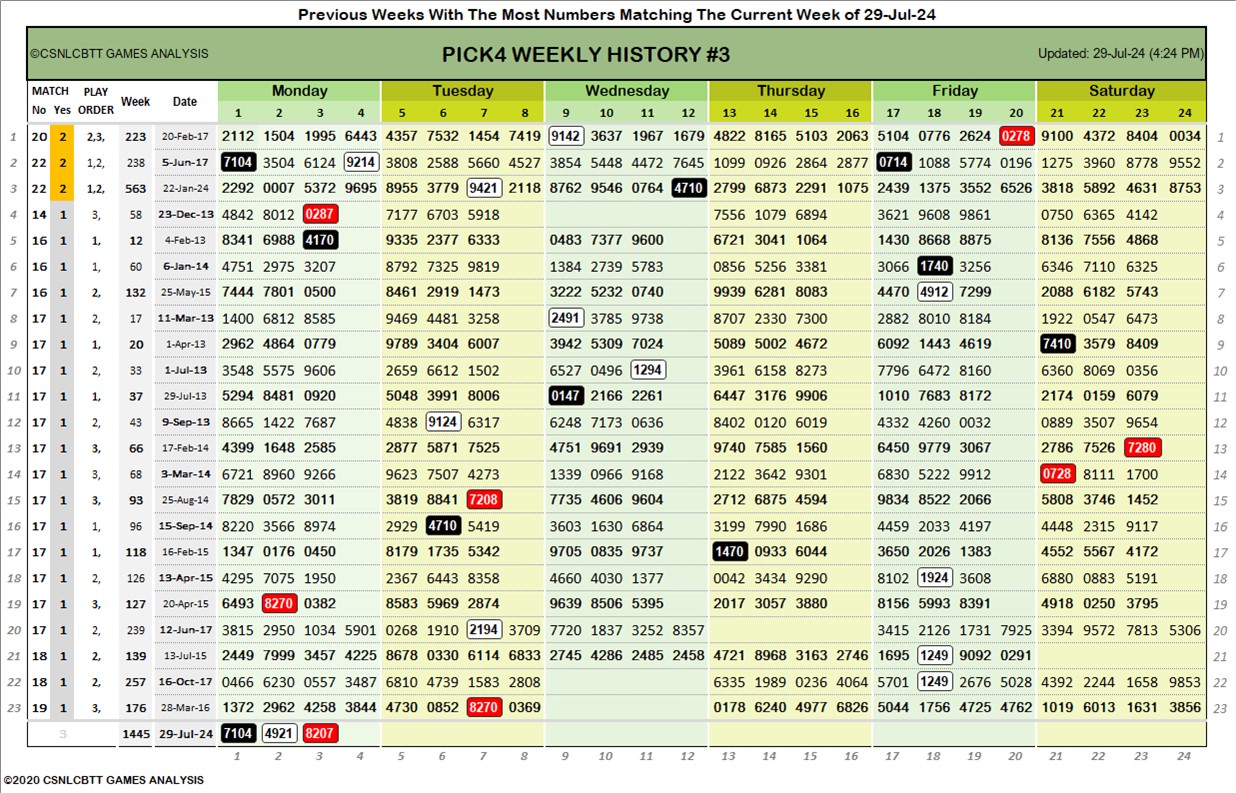 Previous Weeks With The Most Numbers Matching The Current Week of 29-Jul-24
©CSNLCBTT GAMES ANALYSIS PICK4 WEEKLY HISTORY #3 Updated: 29-Jul-24 (4:24 PM)
MATCH PLAY Week Date Monday Tuesday Wednesday Thursday Friday Saturday
No Yes ORDER 1 2 3 4 5 6 7 8 9 10 11 12 13 14 15 16 17 18 19 20 21 22 23 24
1 20 2 2,3, 223 20-Feb-17 2112 1504 1995 6443 4357 7532 1454 7419 9142 3637 1967 1679 4822 8165 5103 2063 5104 0776 2624 0278 9100 4372 8404 0034 1
2 22 2 1,2, 238 5-Jun-17 7104 3504 6124 9214 3808 2588 5660 4527 3854 5448 4472 7645 1099 0926 2864 2877 0714 1088 5774 0196 1275 3960 8778 9552 2
3 22 2 1,2, 563 22-Jan-24 2292 0007 5372 9695 8955 3779 9421 2118 8762 9546 0764 4710 2799 6873 2291 1075 2439 1375 3552 6526 3818 5892 4631 8753 3
4 14 1 3, 58 23-Dec-13 4842 8012 0287 7177 6703 5918 7556 1079 6894 3621 9608 9861 0750 6365 4142 4
5 16 1 1, 12 4-Feb-13 8341 6988 4170 9335 2377 6333 0483 7377 9600 6721 3041 1064 1430 8668 8875 8136 7556 4868 5
6 16 1 1, 60 6-Jan-14 4751 2975 3207 8792 7325 9819 1384 2739 5783 0856 5256 3381 3066 1740 3256 6346 7110 6325 6
7 16 1 2, 132 25-May-15 7444 7801 0500 8461 2919 1473 3222 5232 0740 9939 6281 8083 4470 4912 7299 2088 6182 5743 7
8 17 1 2, 17 11-Mar-13 1400 6812 8585 9469 4481 3258 2491 3785 9738 8707 2330 7300 2882 8010 8184 1922 0547 6473 8
9 17 1 1, 20 1-Apr-13 2962 4864 0779 9789 3404 6007 3942 5309 7024 5089 5002 4672 6092 1443 4619 7410 3579 8409 9
10 17 1 2, 33 1-Jul-13 3548 5575 9606 2659 6612 1502 6527 0496 1294 3961 6158 8273 7796 6472 8160 6360 8069 0356 10
11 17 1 1, 37 29-Jul-13 5294 8481 0920 5048 3991 8006 0147 2166 2261 6447 3176 9906 1010 7683 8172 2174 0159 6079 11
12 17 1 2, 43 9-Sep-13 8665 1422 7687 4838 9124 6317 6248 7173 0636 8402 0120 6019 4332 4260 0032 0889 3507 9654 12
13 17 1 3, 66 17-Feb-14 4399 1648 2585 2877 5871 7525 4751 9691 2939 9740 7585 1560 6450 9779 3067 2786 7526 7280 13
14 17 1 3, 68 3-Mar-14 6721 8960 9266 9623 7507 4273 1339 0966 9168 2122 3642 9301 6830 5222 9912 0728 8111 1700 14
15 17 1 3, 93 25-Aug-14 7829 0572 3011 3819 8841 7208 7735 4606 9604 2712 6875 4594 9834 8522 2066 5808 3746 1452 15
16 17 1 1, 96 15-Sep-14 8220 3566 8974 2929 4710 5419 3603 1630 6864 3199 7990 1686 4459 2033 4197 4448 2315 9117 16
17 17 1 1, 118 16-Feb-15 1347 0176 0450 8179 1735 5342 9705 0835 9737 1470 0933 6044 3650 2026 1383 4552 5567 4172 17
18 17 1 2, 126 13-Apr-15 4295 7075 1950 2367 6443 8358 4660 4030 1377 0042 3434 9290 8102 1924 3608 6880 0883 5191 18
19 17 1 3, 127 20-Apr-15 6493 8270 0382 8583 5969 2874 9639 8506 5395 2017 3057 3880 8156 5993 8391 4918 0250 3795 19
20 17 1 2, 239 12-Jun-17 3815 2950 1034 5901 0268 1910 2194 3709 7720 1837 3252 8357 3415 2126 1731 7925 3394 9572 7813 5306 20
21 18 1 2, 139 13-Jul-15 2449 7999 3457 4225 8678 0330 6114 6833 2745 4286 2485 2458 4721 8968 3163 2746 1695 1249 9092 0291 21
22 18 1 2, 257 16-Oct-17 0466 6230 0557 3487 6810 4739 1583 2808 6335 1989 0236 4064 5701 1249 2676 5028 4392 2244 1658 9853 22
23 19 1 3, 176 28-Mar-16 1372 2962 4258 3844 4730 0852 8270 0369 0178 6240 4977 6826 5044 1756 4725 4762 1019 6013 1631 3856 23
3 1445 29-Jul-24 7104 4921 8207
1 2 3 4 5 6 7 8 9 10 11 12 13 14 15 16 17 18 19 20 21 22 23 24
©2020 CSNLCBTT GAMES ANALYSIS